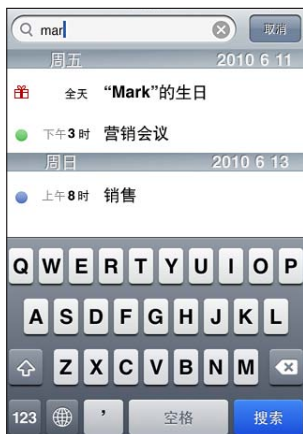 mar
取消
周五 2010 6 11
全天 “Mark”的生日
下午3时 营销会议
周日 2010 6 13
上午8时 销售
Q W E R T Y U I O P
A S D F G H J K L
Z X C V B N M
123 , 空格 搜索